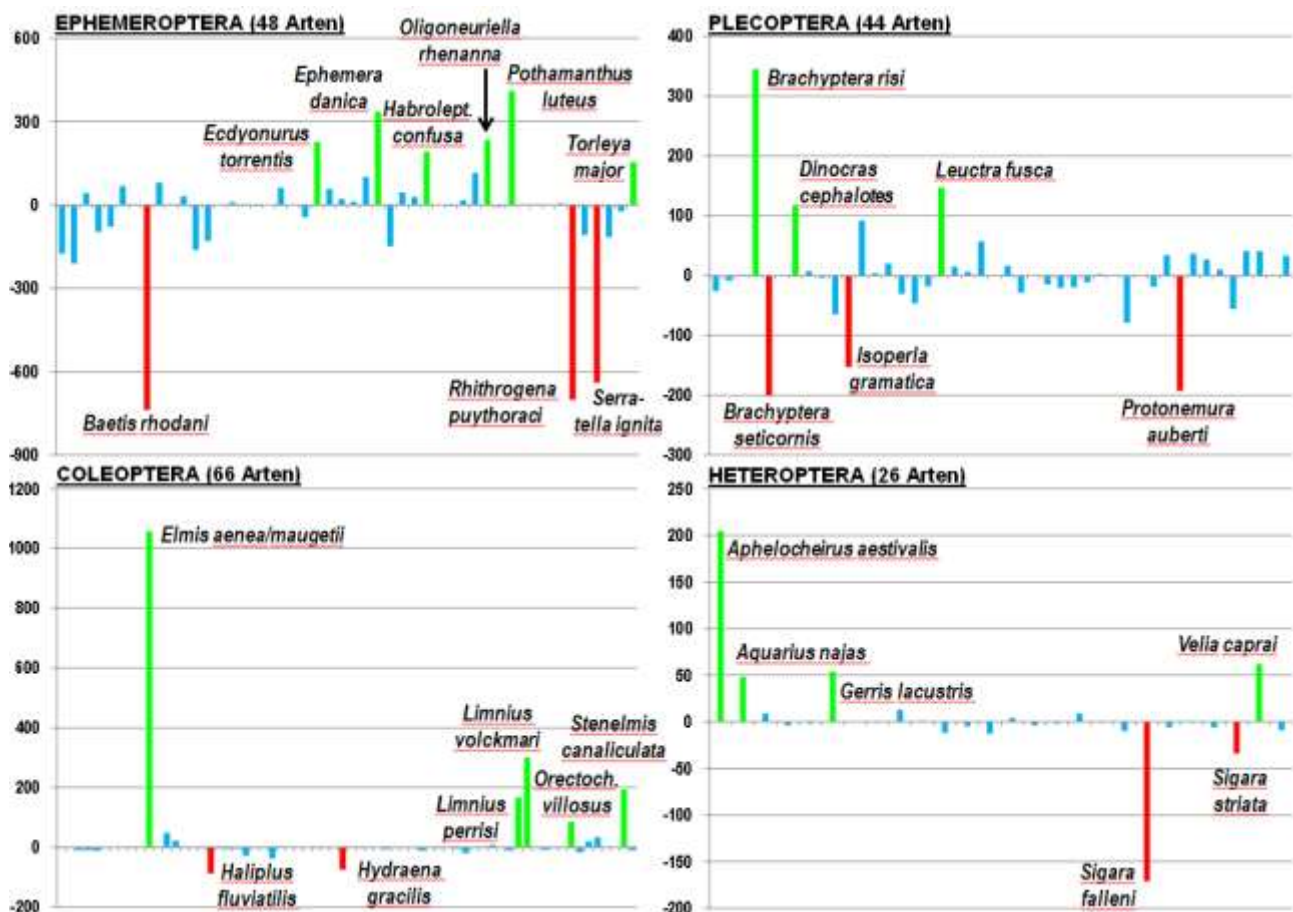 EPHEMEROPTERA (48 Arten)
600
300
0
-300
-600
-900
Ecdyonurus
torrentis
Ephemera
danica
Habrolept.
confusa
Oligoneuriella
rhenanna
Pothamanthus
luteus
Torleya
major
Baetis rhodani
Rhithrogena
puythoraci
Serra-
tella ignita
PLECOPTERA (44 Arten)
400
300
200
100
0
-100
-200
-300
Brachyptera risi
Dinocras
cephalotes
Leuctra fusca
Isoperla
gramatica
Brachyptera
seticornis
Protonemura
auberti
COLEOPTERA (66 Arten)
1200
1000
800
600
400
200
0
-200
Elmis aenea/maugetii
Limnius
volckmari
Stenelmis
canaliculata
Orectoch.
villosus
Limnius
perrisi
Haliplus
fluviatilis
Hydraena
gracilis
HETEROPTERA (26 Arten)
250
200
150
100
50
0
-50
-100
-150
-200
Aphelocheirus aestivalis
Aquarius najas
Gerris lacustris
Velia caprai
Sigara
striata
Sigara
falleni